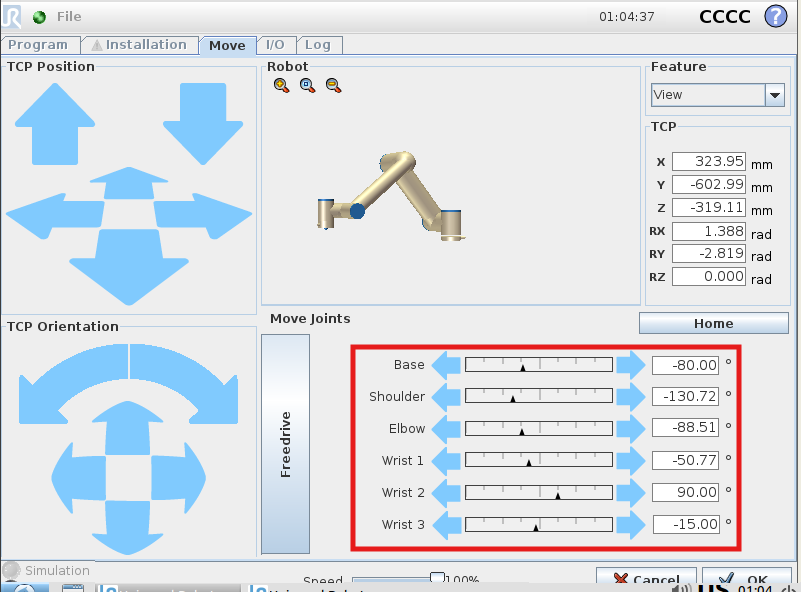 File 01:04:37 CCCC ?
Program Installation Move I/O Log
TCP Position
Robot
Feature
View
TCP
X 323.95 mm
Y -602.99 mm
Z -319.11 mm
RX 1.388 rad
RY -2.819 rad
RZ 0.000 rad
TCP Orientation
Move Joints
Home
Freedrive
Base -80.00 °
Shoulder -130.72 °
Elbow -88.51 °
Wrist 1 -50.77 °
Wrist 2 90.00 °
Wrist 3 -15.00 °
Simulation
Speed 100% Cancel OK
US 01:04